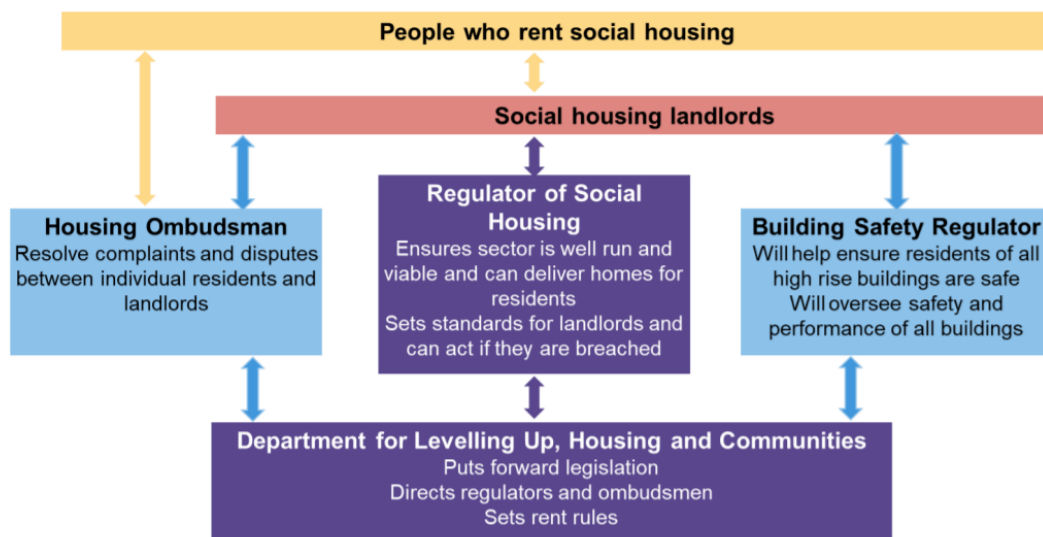 People who rent social housing
Social housing landlords
Housing Ombudsman
Resolve complaints and disputes
between individual residents and
landlords
Regulator of Social
Housing
Ensures sector is well run and
viable and can deliver homes for
residents
Sets standards for landlords and
can act if they are breached
Building Safety Regulator
Will help ensure residents of all
high rise buildings are safe
Will oversee safety and
performance of all buildings
Department for Levelling Up, Housing and Communities
Puts forward legislation
Directs regulators and ombudsmen
Sets rent rules